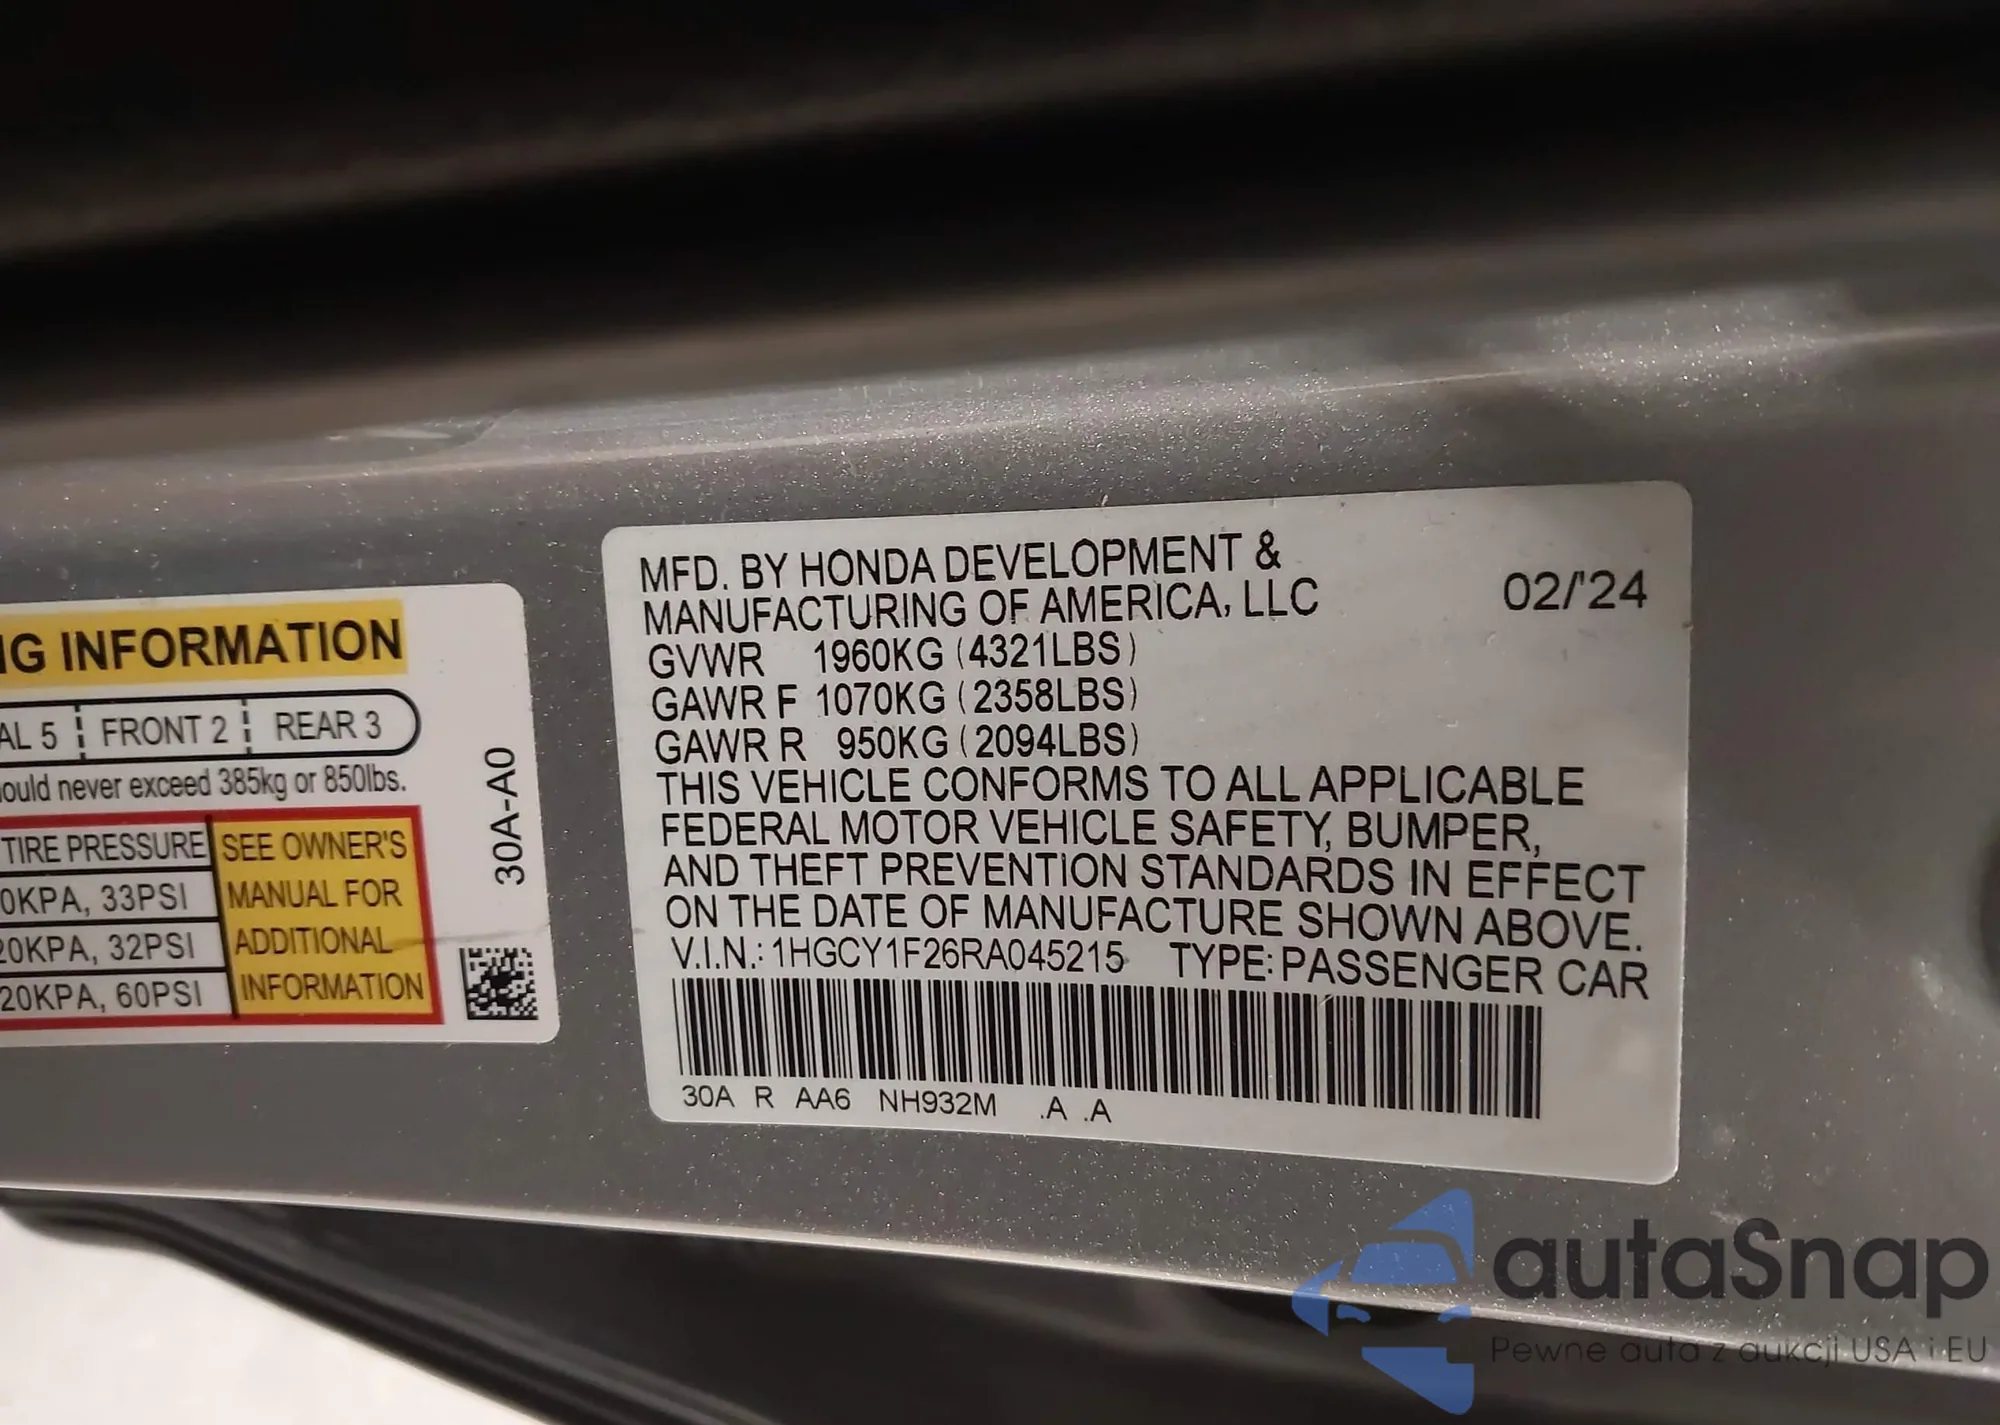 NG INFORMATION
AL 5 FRONT 2 REAR 3
ould never exceed 385kg or 850lbs.
TIRE PRESSURE
0KPA, 33PSI
20KPA, 32PSI
20KPA, 60PSI
SEE OWNER'S
MANUAL FOR
ADDITIONAL
INFORMATION
30A-A0
MFD. BY HONDA DEVELOPMENT &
MANUFACTURING OF AMERICA, LLC 02/'24
GVWR 1960KG (4321LBS)
GAWR F 1070KG (2358LBS)
GAWR R 950KG (2094LBS)
THIS VEHICLE CONFORMS TO ALL APPLICABLE
FEDERAL MOTOR VEHICLE SAFETY, BUMPER,
AND THEFT PREVENTION STANDARDS IN EFFECT
ON THE DATE OF MANUFACTURE SHOWN ABOVE.
V.I.N.: 1HGCY1F26RA045215 TYPE: PASSENGER CAR
30A R AA6 NH932M .A .A
autaSnap
Pewne auta z aukcji USA i EU